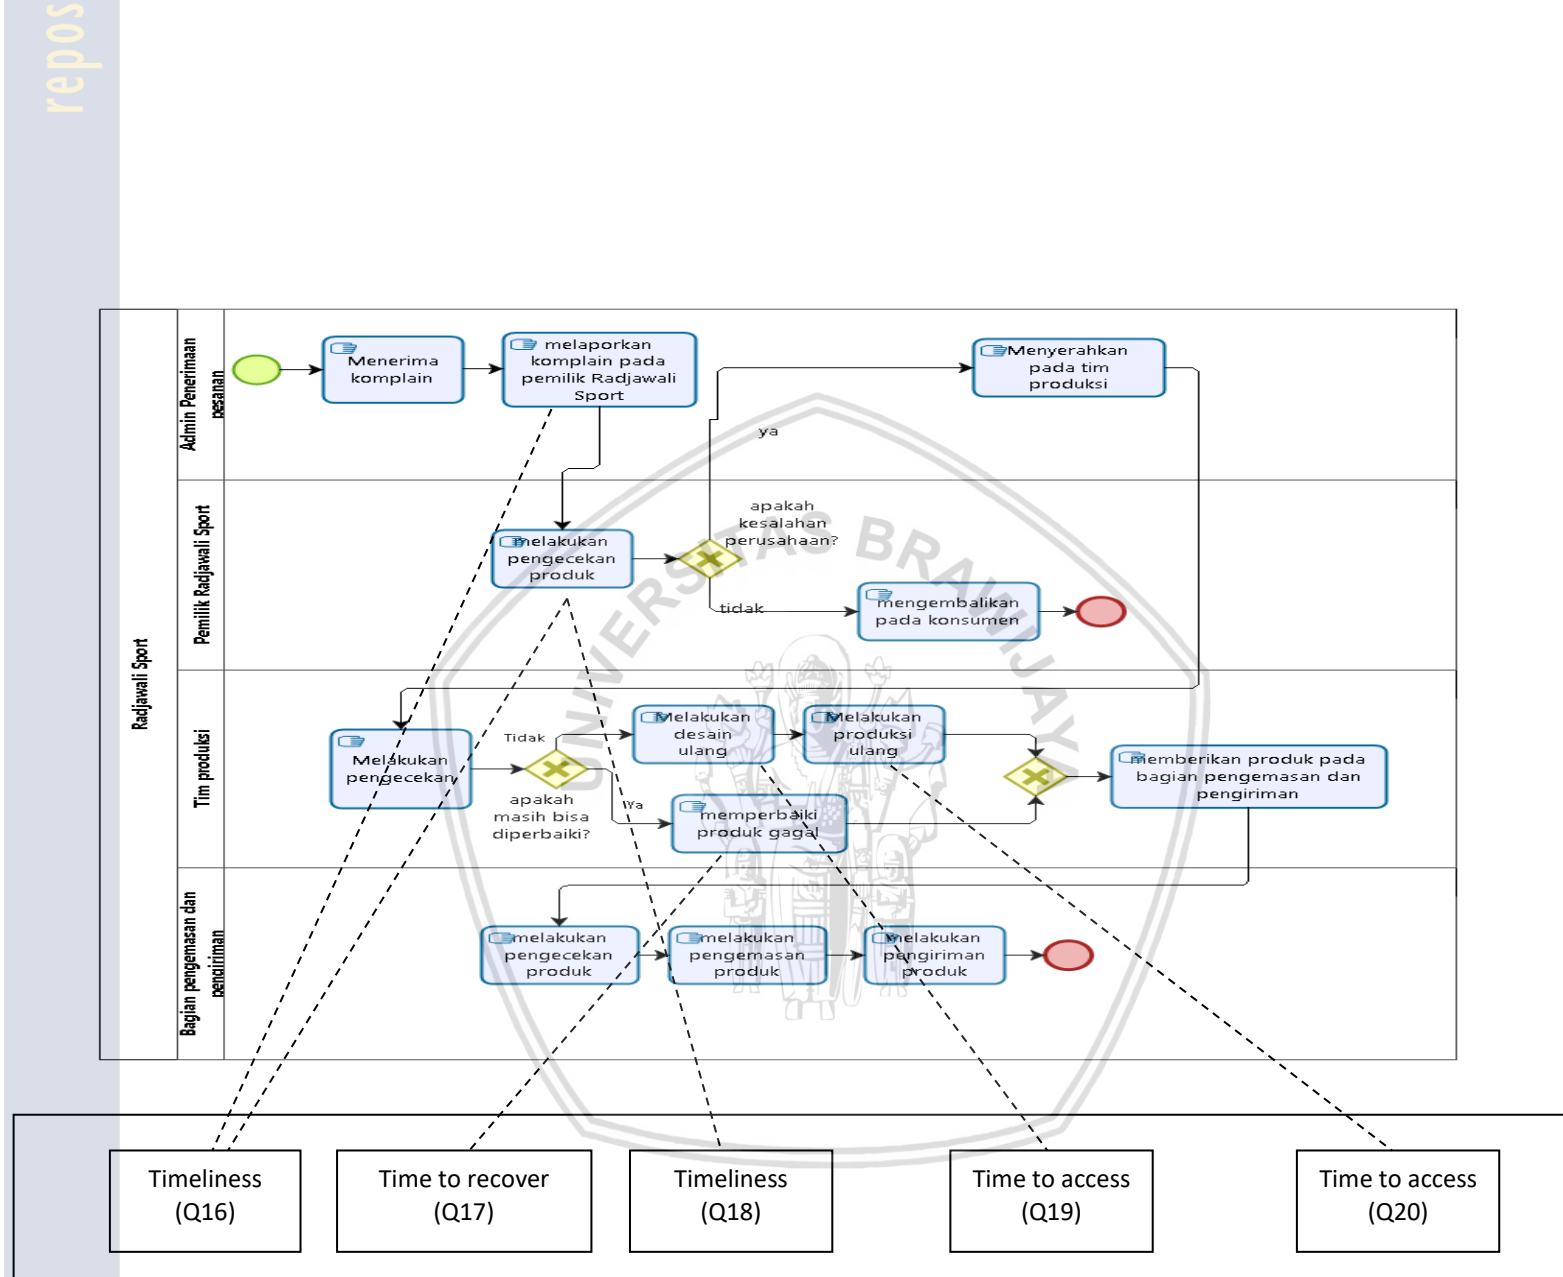 repos
Radjawali Sport
Admin Penerimaan
pesanan
Menerima
komplain
melaporkan
komplain pada
pemilik Radjawali
Sport
Menyerahkan
pada tim
produksi
ya
Pemilik Radjawali Sport
melakukan
pengecekan
produk
apakah
kesalahan
perusahaan?
tidak
mengembalikan
pada konsumen
UNIVERSITAS BRAWIJAYA
Tim produksi
Melakukan
pengecekan
Tidak
apakah
masih bisa
diperbaiki?
Ya
Melakukan
desain
ulang
Melakukan
produksi
ulang
memperbaiki
produk gagal
memberikan produk pada
bagian pengemasan dan
pengiriman
Bagian pengemasan dan
pengiriman
melakukan
pengecekan
produk
melakukan
pengemasan
produk
melakukan
pengiriman
produk
Timeliness
(Q16)
Time to recover
(Q17)
Timeliness
(Q18)
Time to access
(Q19)
Time to access
(Q20)